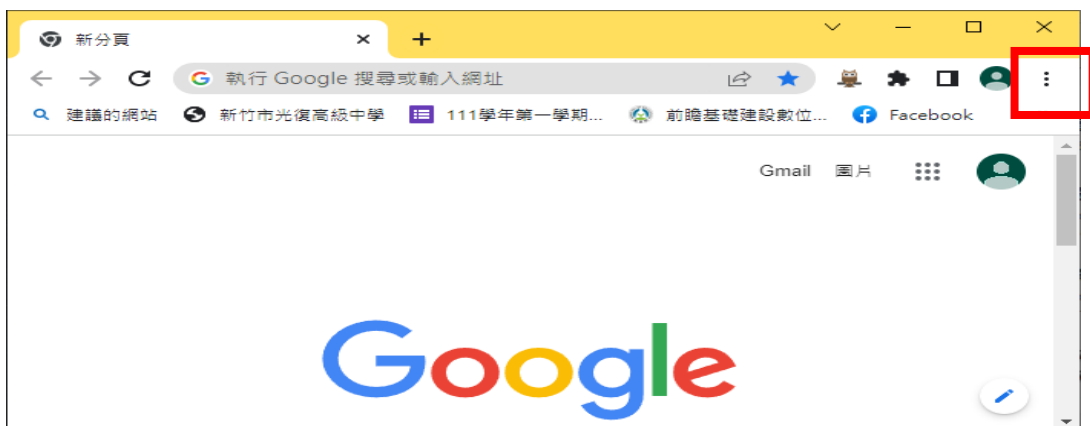 新分頁
執行 Google 搜尋或輸入網址
建議的網站 新竹市光復高級中學 111學年第一學期... 前瞻基礎建設數位... Facebook
Gmail 圖片
Google